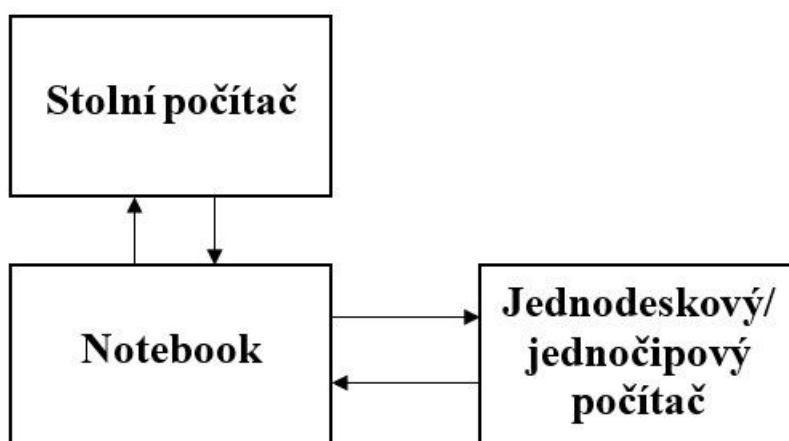 Stolní počítač
Notebook
Jednodeskový/
jednočipový
počítač